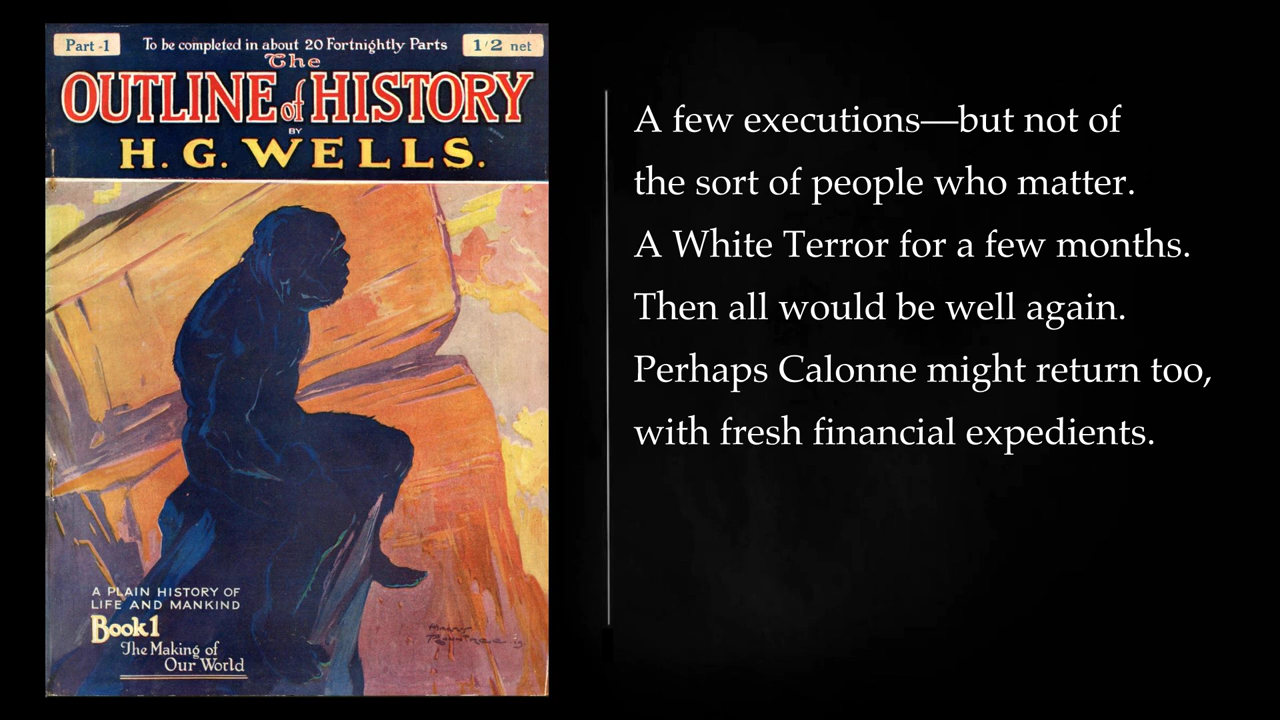 Part -1
To be completed in about 20 Fortnightly Parts
1/2 net
The
OUTLINE of HISTORY
BY
H. G. WELLS.
A PLAIN HISTORY OF
LIFE AND MANKIND
Book 1
The Making of
Our World
A few executions—but not of
the sort of people who matter.
A White Terror for a few months.
Then all would be well again.
Perhaps Calonne might return too,
with fresh financial expedients.